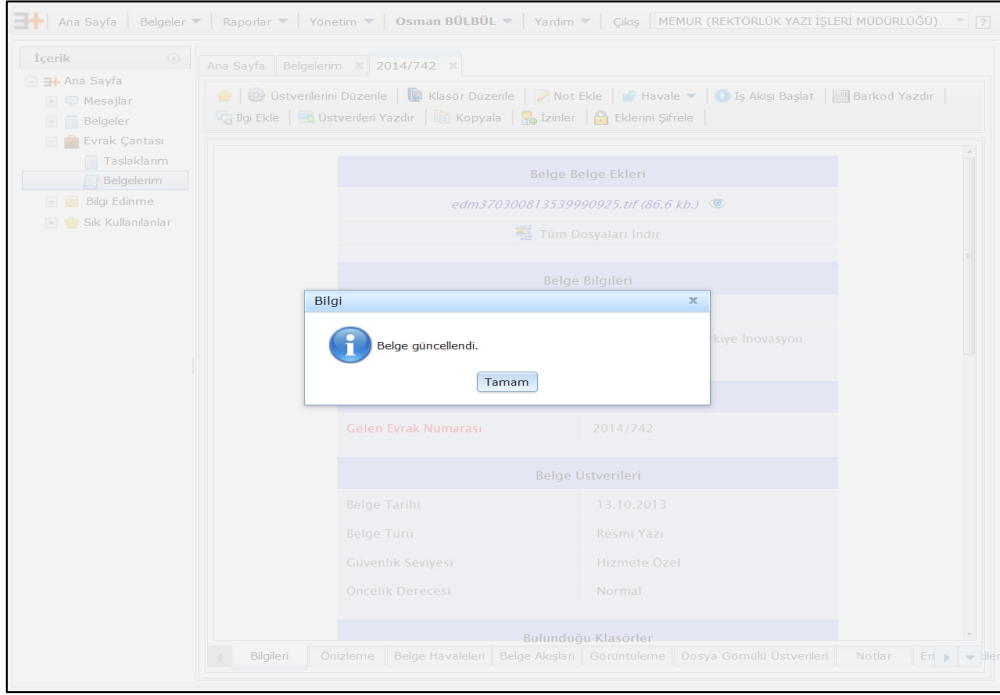 Ana Sayfa Belgeler Raporlar Yönetim Osman BÜLBÜL Yardım Çıkış MEMUR (REKTÖRLÜK YAZI İŞLERİ MÜDÜRLÜĞÜ) ?
İçerik
Ana Sayfa
Mesajlar
Belgeler
Evrak Çantası
Taslaklarım
Belgelerim
Bilgi Edinme
Sık Kullanılanlar
Ana Sayfa Belgelerim x 2014/742 x
Üstverilerini Düzenle Klasör Düzenle Not Ekle Havale İş Akışı Başlat Barkod Yazdır
İlgi Ekle Üstverileri Yazdır Kopyala İzinler Eklerini Şifrele
Belge Belge Ekleri
edm370300813539990925.tif (86.6 kb.)
Tüm Dosyaları İndir
Belge Bilgileri
Bilgi x
Belge güncellendi.
Tamam
rkiye İnovasyon
Gelen Evrak Numarası 2014/742
Belge Üstverileri
Belge Tarihi 13.10.2013
Belge Türü Resmi Yazı
Güvenlik Seviyesi Hizmete Özel
Öncelik Derecesi Normal
Bulunduğu Klasörler
Bilgileri Önizleme Belge Havaleleri Belge Akışları Görüntüleme Dosya Gömülü Üstverileri Notlar Eri